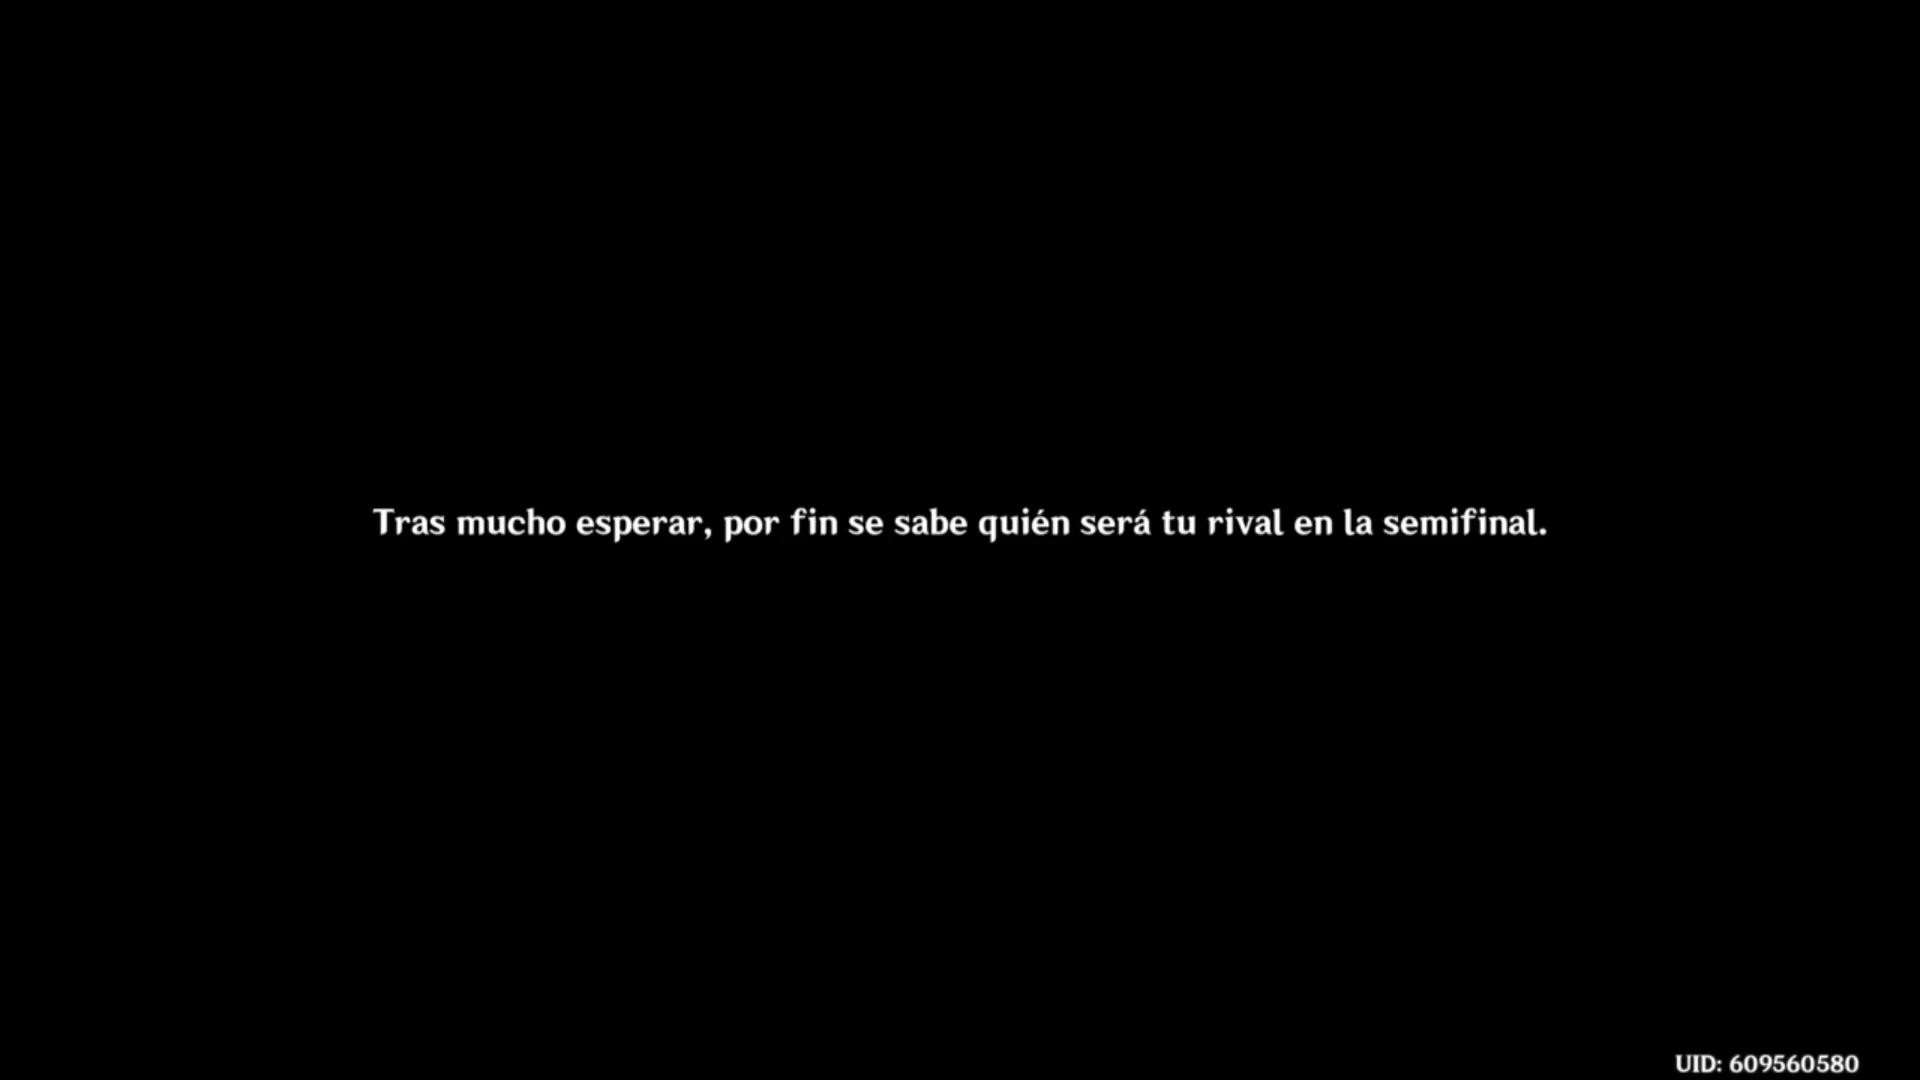 Tras mucho esperar, por fin se sabe quién será tu rival en la semifinal.
UID: 609560580